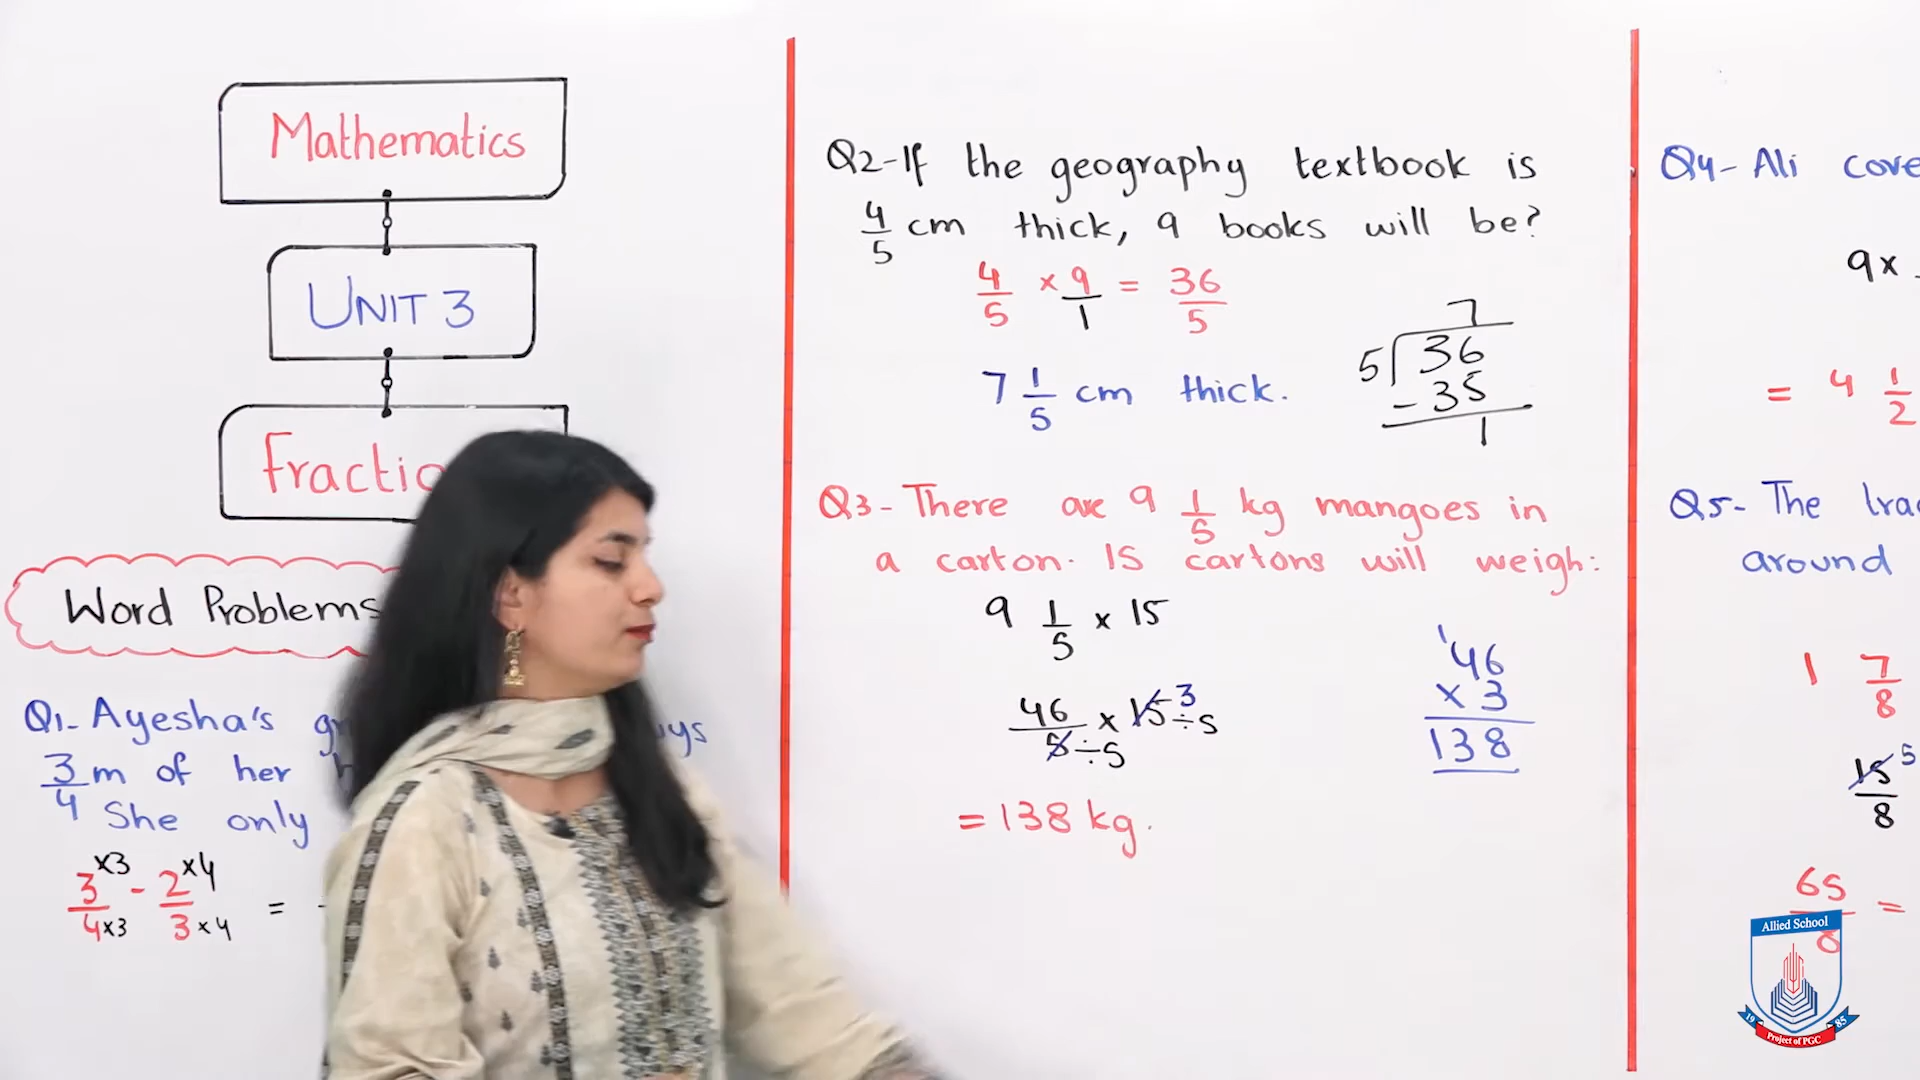 Mathematics
UNIT 3
Word Problems
Q1- Ayesha's
3/4 m of her
She only
3×3/4×3 - 2×4/3×4 =
Q2- If the geography textbook is
4/5 cm thick, 9 books will be?
4/5 × 9/1 = 36/5
7 1/5 cm thick.
7
5 36
- 35
1
Q3- There are 9 1/5 kg mangoes in
a carton. 15 cartons will weigh:
9 1/5 × 15
46/5÷5 × 15÷5 3
= 138 kg.
1
46
× 3
138
Q4- Ali
9×
= 4 1/2
Q5- The
around
1 7/8
15/8 5
65
=
Allied School
1985
Project of PGC